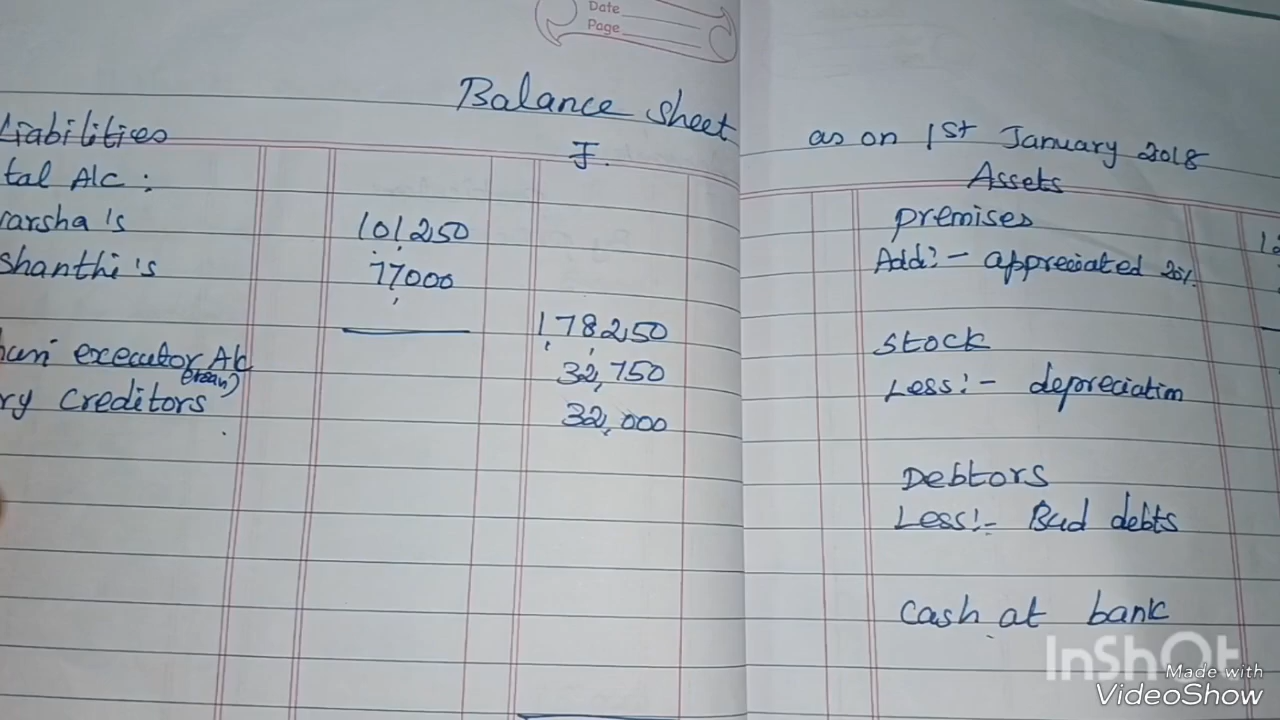 Date
Page
Balance Sheet
as on 1st January 2018
Liabilities
₹.
Assets
tal A/c :
varsha's 101,250
shanthi's 77,000
178,250
executor A/c 32,750
(loan)
ry creditors 32,000
premises
Add:- appreciated 20%
Stock
Less:- depreciation
Debtors
Less:- Bad debts
Cash at bank
InShOt
Made with
VideoShow